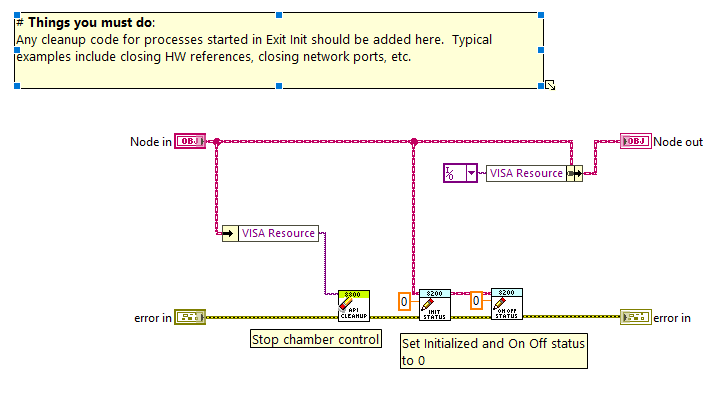 # Things you must do:
Any cleanup code for processes started in Exit Init should be added here.  Typical
examples include closing HW references, closing network ports, etc.
Node in
OBJ
OBJ
Node out
I/O
VISA Resource
VISA Resource
8800
API
CLEANUP
0
8200
INIT
STATUS
0
8200
ON OFF
STATUS
error in
error in
Stop chamber control
Set Initialized and On Off status
to 0